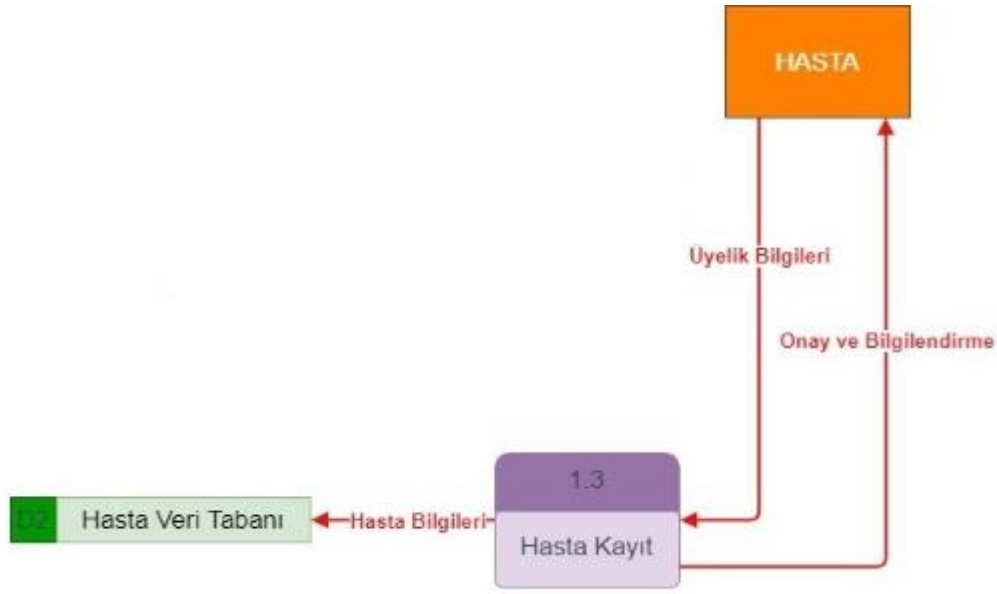 HASTA
Üyelik Bilgileri
Onay ve Bilgilendirme
1.3
D2
Hasta Veri Tabanı
Hasta Bilgileri
Hasta Kayıt